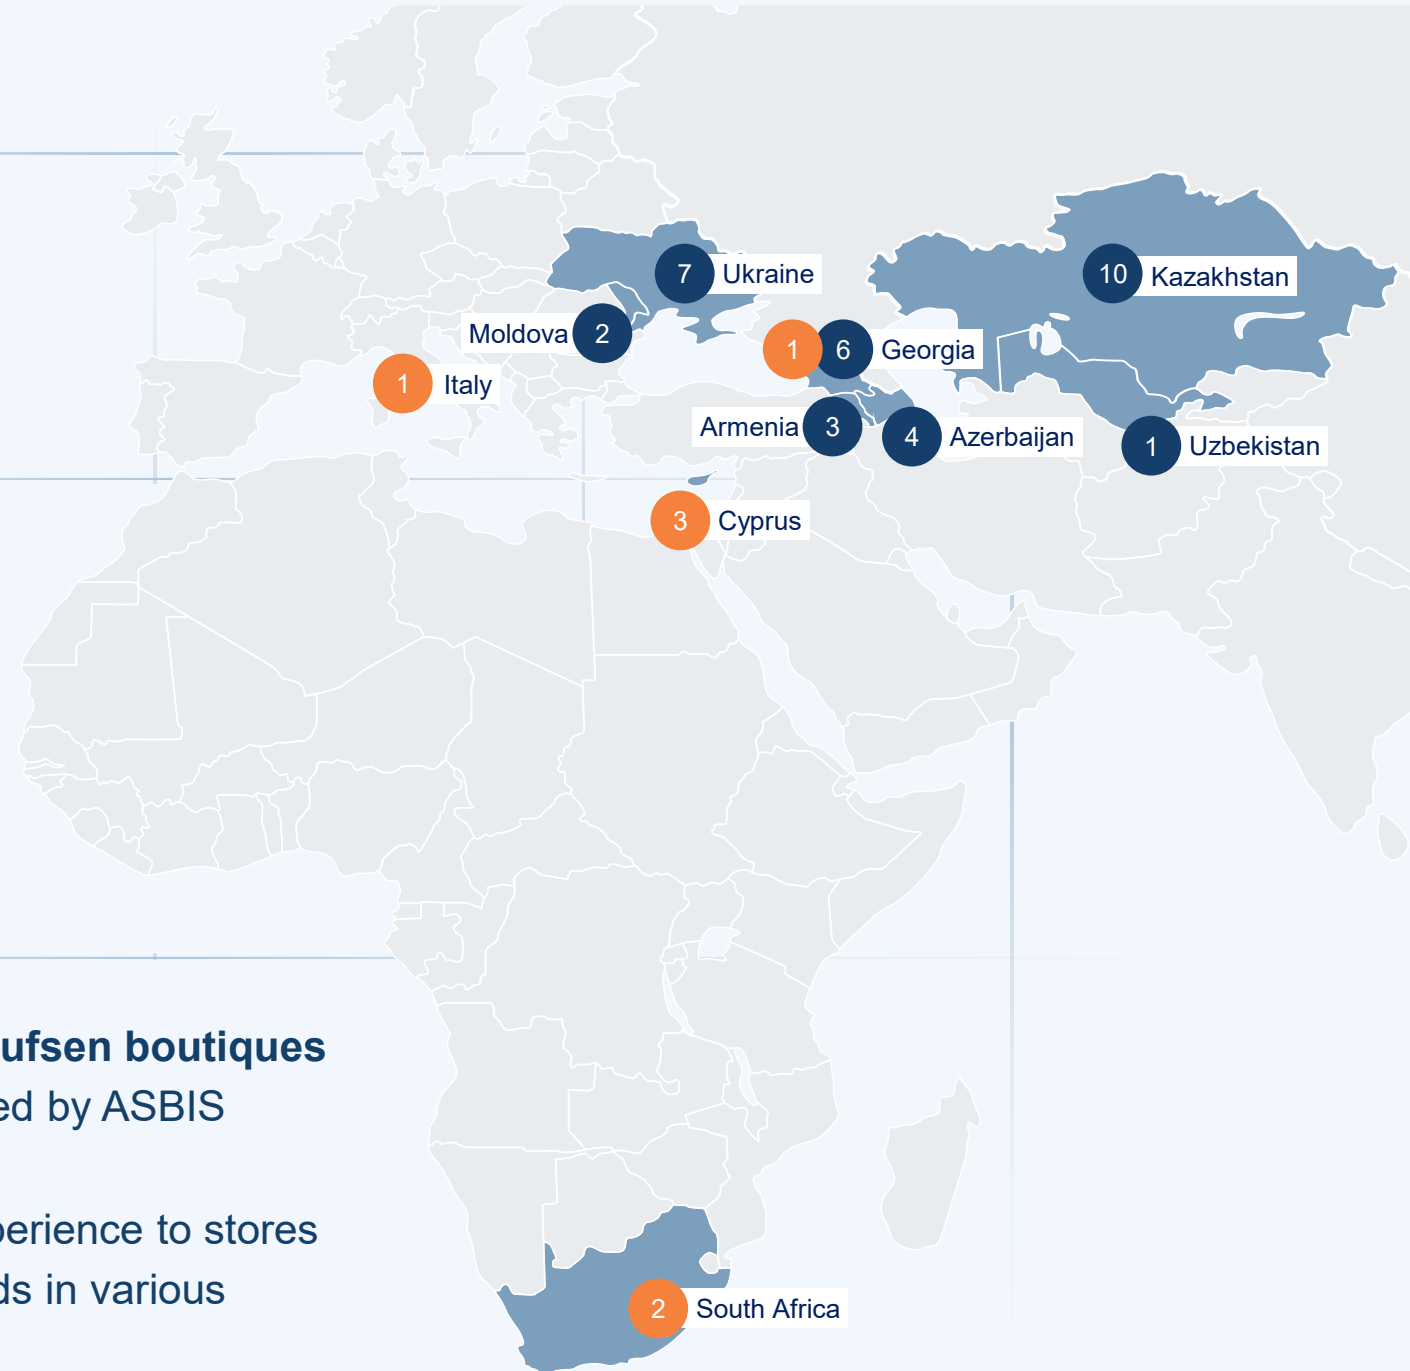 7 Ukraine
10 Kazakhstan
Moldova 2
1 6 Georgia
1 Italy
Armenia 3
4 Azerbaijan
1 Uzbekistan
3 Cyprus
ufsen boutiques
ed by ASBIS
perience to stores
ds in various
2 South Africa